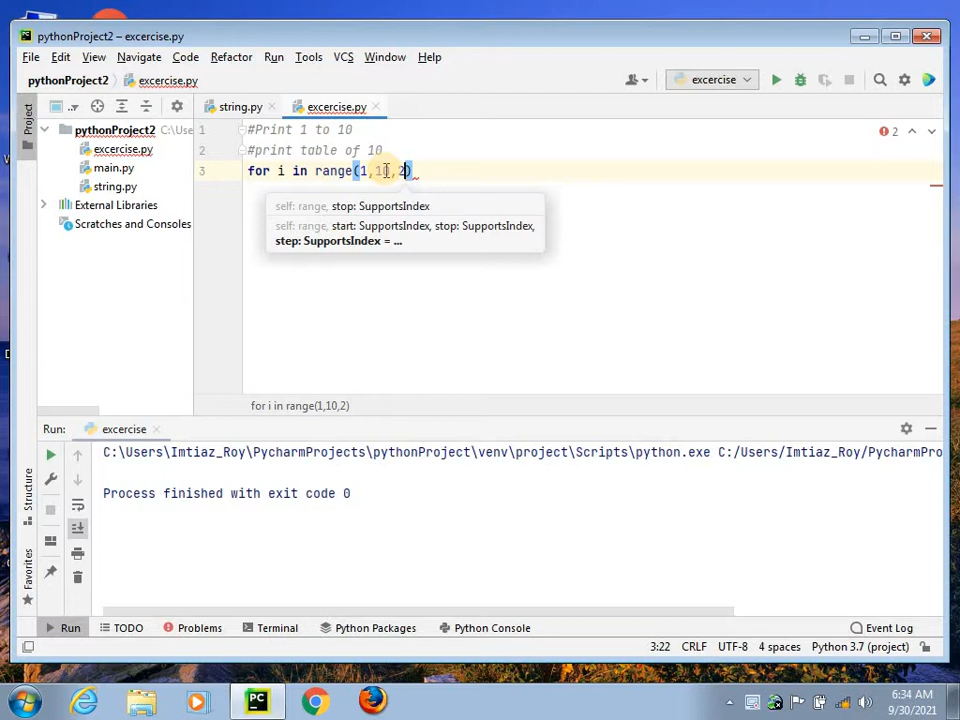 pythonProject2 – excercise.py
File Edit View Navigate Code Refactor Run Tools VCS Window Help
pythonProject2 excercise.py excercise
Project
.. string.py excercise.py
pythonProject2 C:\Use
excercise.py
main.py
string.py
External Libraries
Scratches and Consoles
1 #Print 1 to 10
2 #print table of 10
3 for i in range(1,10,2)
2
self: range, stop: SupportsIndex
self: range, start: SupportsIndex, stop: SupportsIndex,
step: SupportsIndex = ...
for i in range(1,10,2)
Run: excercise
C:\Users\Imtiaz_Roy\PycharmProjects\pythonProject\venv\project\Scripts\python.exe C:/Users/Imtiaz_Roy/PycharmPro
Process finished with exit code 0
Structure
Favorites
Run TODO Problems Terminal Python Packages Python Console Event Log
3:22 CRLF UTF-8 4 spaces Python 3.7 (project)
PC
6:34 AM
9/30/2021